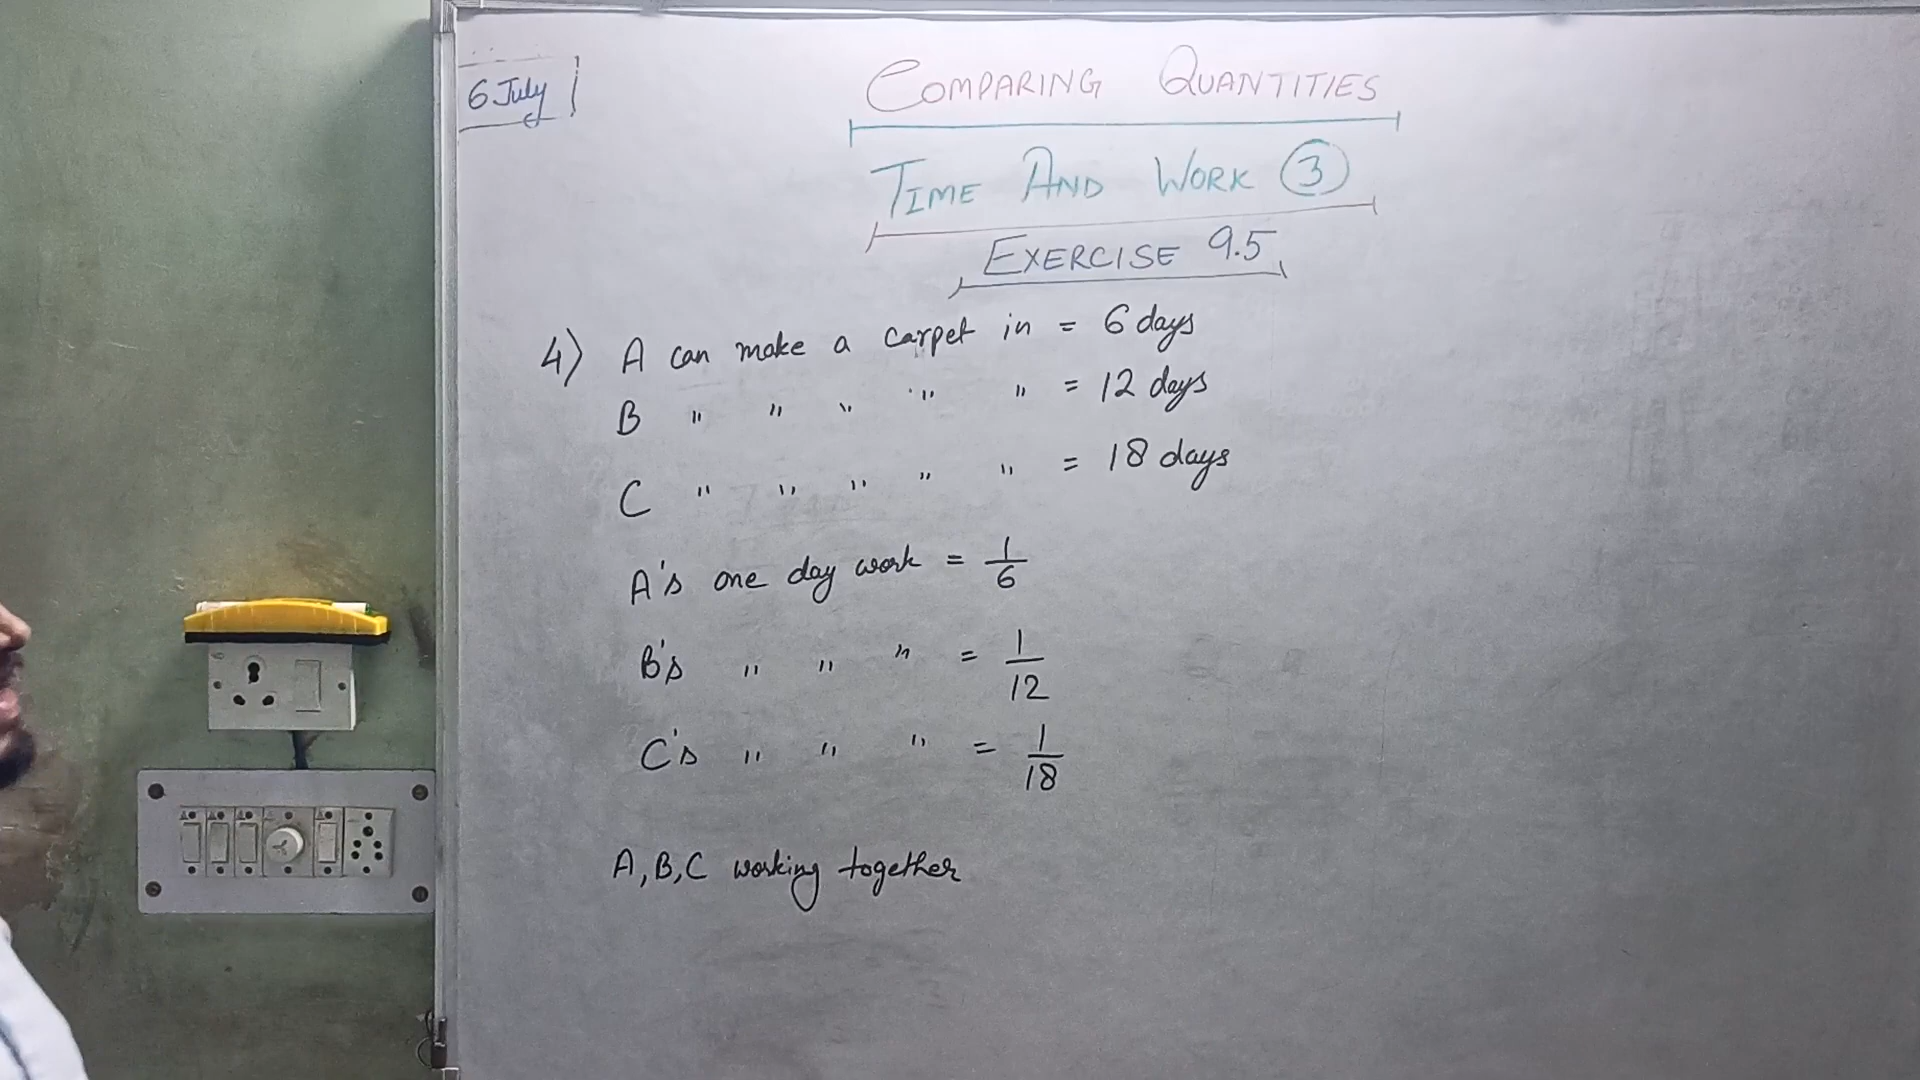 6 July
COMPARING QUANTITIES
TIME AND WORK 3
EXERCISE 9.5
4) A can make a carpet in = 6 days
B " " " " " = 12 days
C " " " " " = 18 days
A's one day work = 1/6
B's " " " = 1/12
C's " " " = 1/18
A, B, C working together